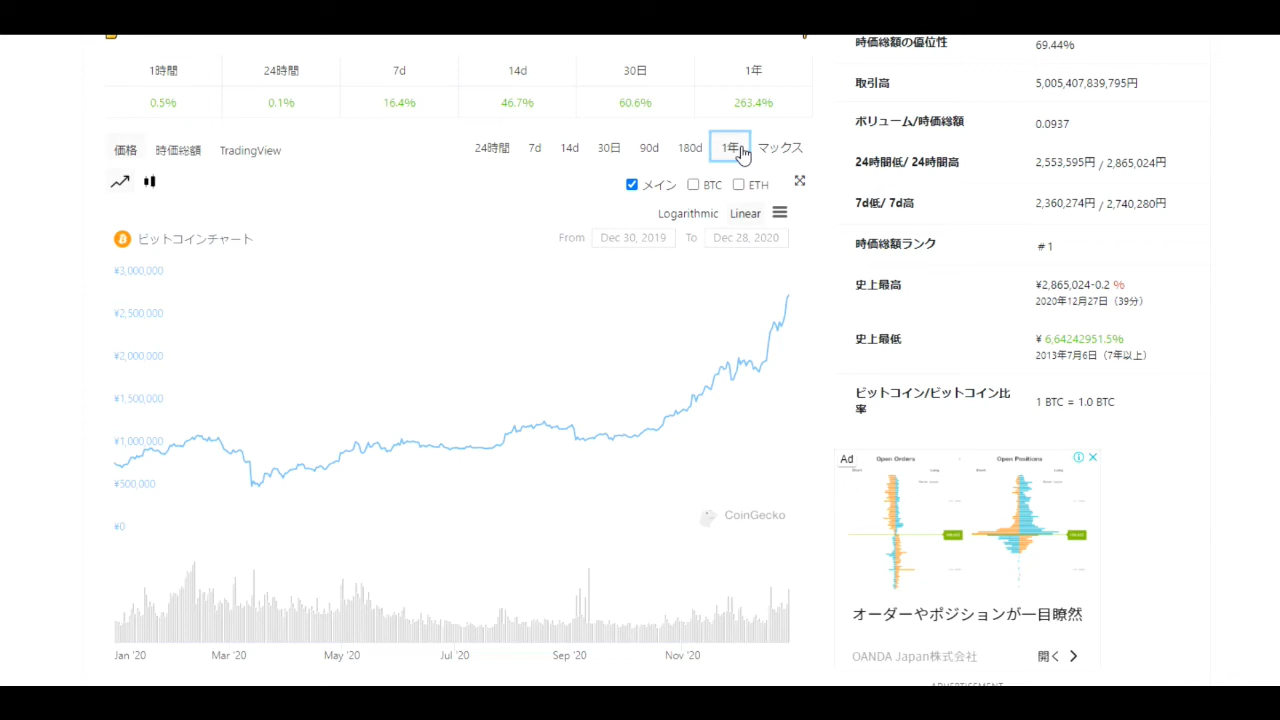 時価総額の優位性 69.44%
1時間 24時間 7d 14d 30日 1年
0.5% 0.1% 16.4% 46.7% 60.6% 263.4%
取引高 5,005,407,839,795円
ボリューム/時価総額 0.0937
価格 時価総額 TradingView
24時間 7d 14d 30日 90d 180d 1年 マックス
24時間低/ 24時間高 2,553,595円 / 2,865,024円
メイン BTC ETH
7d低/ 7d高 2,360,274円 / 2,740,280円
Logarithmic Linear
ビットコインチャート
From Dec 30, 2019 To Dec 28, 2020
時価総額ランク #1
¥3,000,000
¥2,500,000
¥2,000,000
¥1,500,000
¥1,000,000
¥500,000
¥0
CoinGecko
Jan '20 Mar '20 May '20 Jul '20 Sep '20 Nov '20
史上最高 ¥2,865,024-0.2 %
2020年12月27日（39分）
史上最低 ¥ 6,64242951.5%
2013年7月6日（7年以上）
ビットコイン/ビットコイン比
率
1 BTC = 1.0 BTC
Ad Open Orders Open Positions
オーダーやポジションが一目瞭然
OANDA Japan株式会社 開く
ADVERTISEMENT